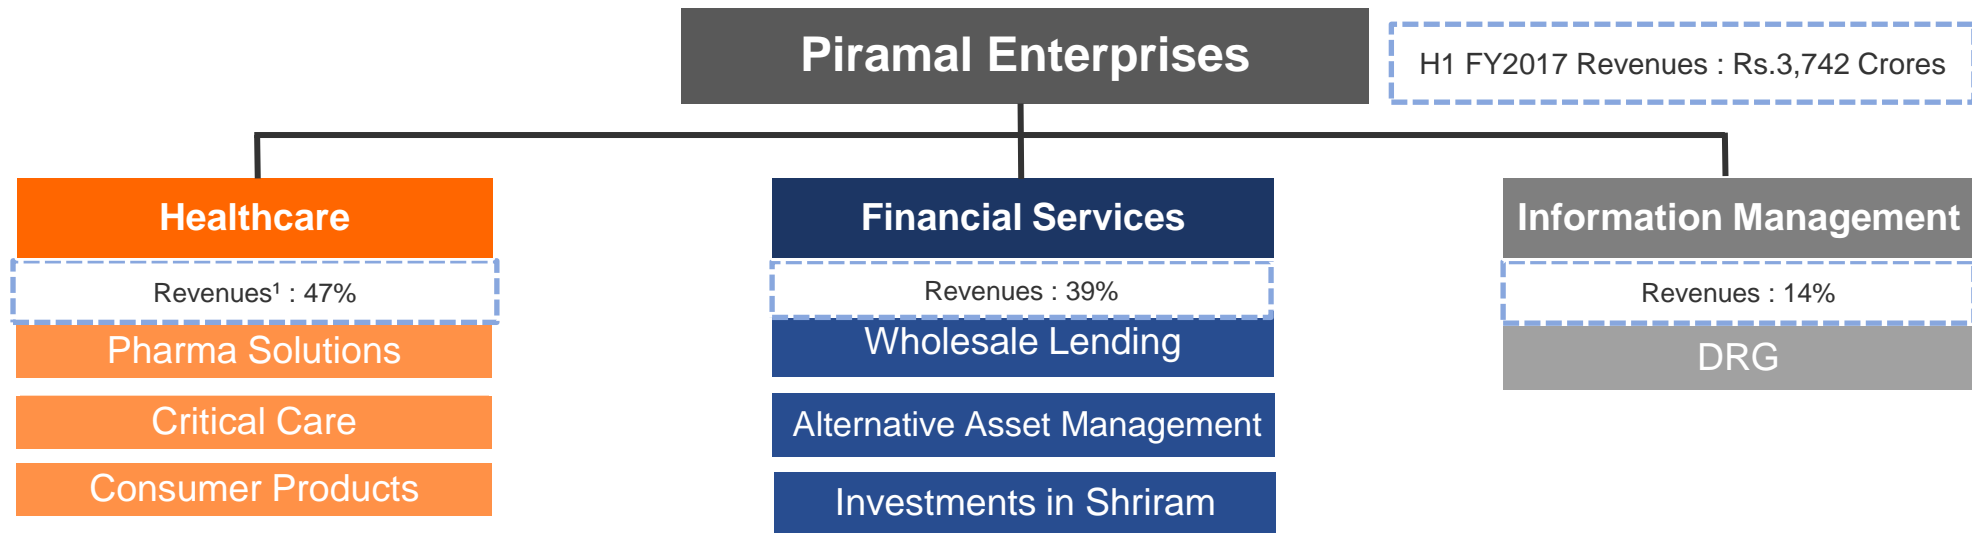 Piramal Enterprises
H1 FY2017 Revenues : Rs.3,742 Crores
Healthcare
Revenues¹ : 47%
Pharma Solutions
Critical Care
Consumer Products
Financial Services
Revenues : 39%
Wholesale Lending
Alternative Asset Management
Investments in Shriram
Information Management
Revenues : 14%
DRG